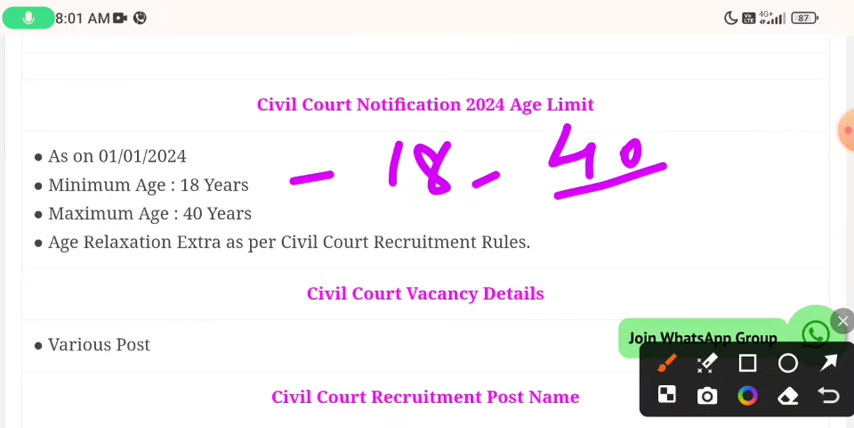 8:01 AM
4G+
87
Civil Court Notification 2024 Age Limit
● As on 01/01/2024
● Minimum Age : 18 Years
● Maximum Age : 40 Years
● Age Relaxation Extra as per Civil Court Recruitment Rules.
- 18 - 40
Civil Court Vacancy Details
● Various Post
Join WhatsApp Group
Civil Court Recruitment Post Name